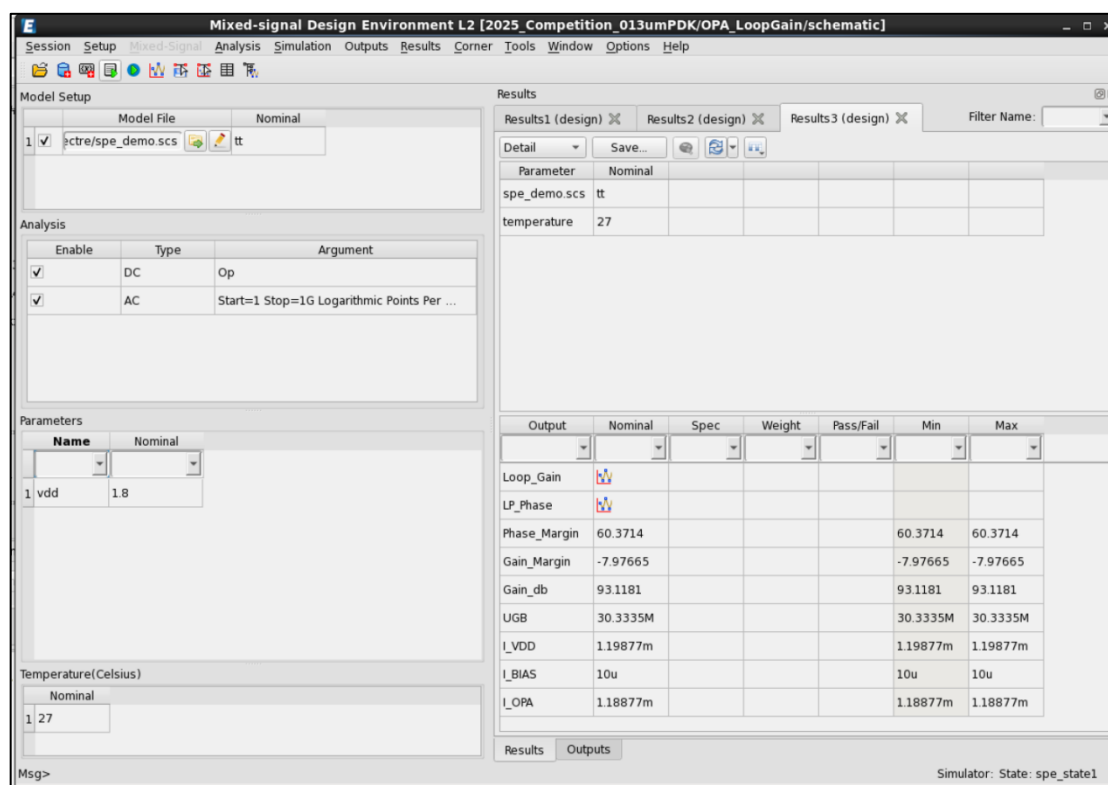 Mixed-signal Design Environment L2 [2025_Competition_013umPDK/OPA_LoopGain/schematic]
Session Setup Mixed-Signal Analysis Simulation Outputs Results Corner Tools Window Options Help
Model Setup
Model File Nominal
1 ectre/spe_demo.scs tt
Analysis
Enable Type Argument
DC Op
AC Start=1 Stop=1G Logarithmic Points Per ...
Parameters
Name Nominal
1 vdd 1.8
Temperature(Celsius)
Nominal
1 27
Results
Results1 (design) Results2 (design) Results3 (design) Filter Name:
Detail Save...
Parameter Nominal
spe_demo.scs tt
temperature 27
Output Nominal Spec Weight Pass/Fail Min Max
Loop_Gain
LP_Phase
Phase_Margin 60.3714 60.3714 60.3714
Gain_Margin -7.97665 -7.97665 -7.97665
Gain_db 93.1181 93.1181 93.1181
UGB 30.3335M 30.3335M 30.3335M
I_VDD 1.19877m 1.19877m 1.19877m
I_BIAS 10u 10u 10u
I_OPA 1.18877m 1.18877m 1.18877m
Results Outputs
Msg> Simulator: State: spe_state1